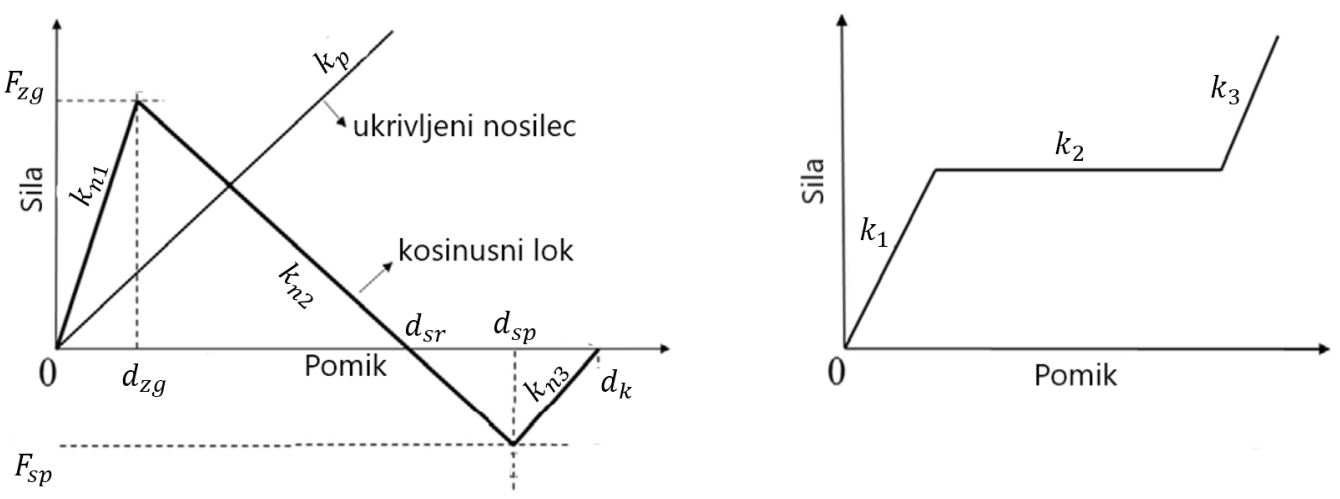 k_p
F_zg
ukrivljeni nosilec
Sila
k_n1
kosinusni lok
k_n2
d_sr
d_sp
0
d_zg
Pomik
k_n3
d_k
F_sp
k_3
k_2
Sila
k_1
0
Pomik